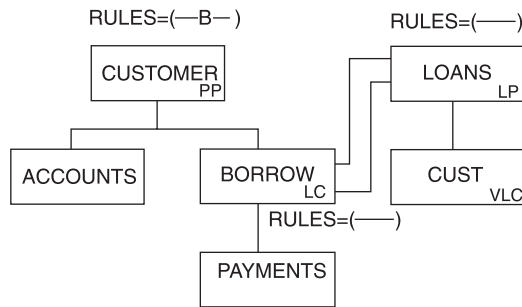 RULES=(—B— )
RULES=(——)
CUSTOMER
PP
LOANS
LP
ACCOUNTS
BORROW
LC
CUST
VLC
RULES=(——)
PAYMENTS